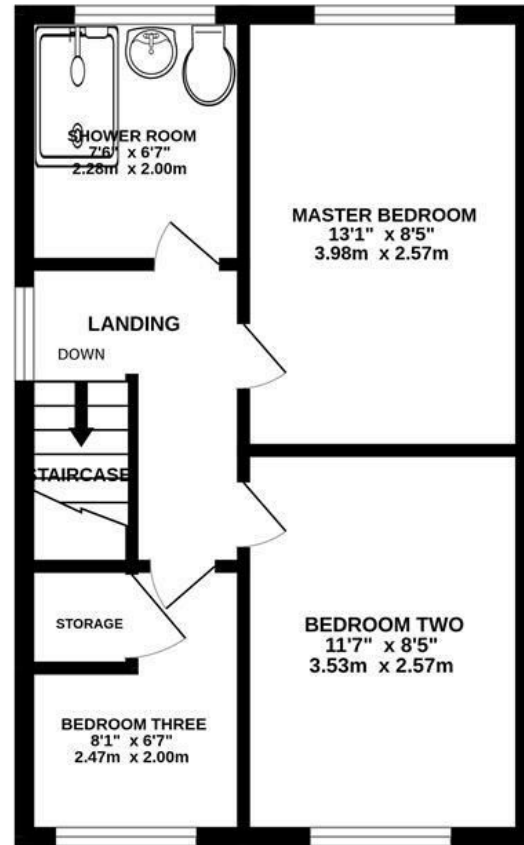 SHOWER ROOM
7'6" x 6'7"
2.28m x 2.00m
MASTER BEDROOM
13'1" x 8'5"
3.98m x 2.57m
LANDING
DOWN
STAIRCASE
BEDROOM TWO
11'7" x 8'5"
3.53m x 2.57m
STORAGE
BEDROOM THREE
8'1" x 6'7"
2.47m x 2.00m